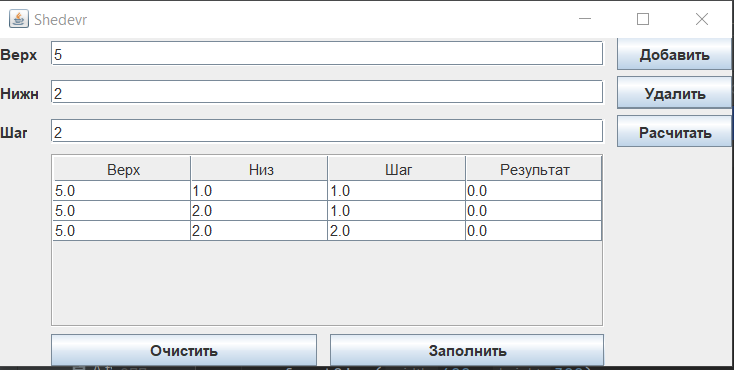 Shedevr
Верх 5 Добавить
Нижн 2 Удалить
Шаг 2 Расчитать
Верх Низ Шаг Результат
5.0 1.0 1.0 0.0
5.0 2.0 1.0 0.0
5.0 2.0 2.0 0.0
Очистить Заполнить